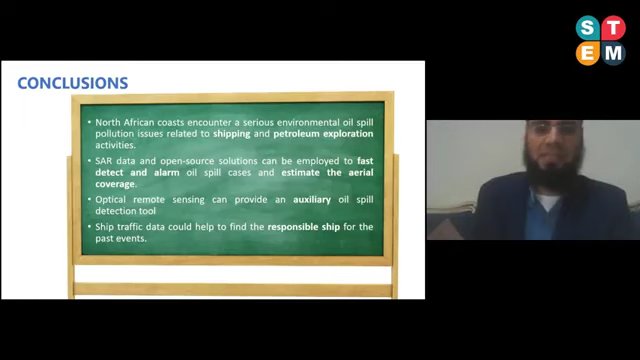 CONCLUSIONS
• North African coasts encounter a serious environmental oil spill
pollution issues related to shipping and petroleum exploration
activities.
• SAR data and open-source solutions can be employed to fast
detect and alarm oil spill cases and estimate the aerial
coverage.
• Optical remote sensing can provide an auxiliary oil spill
detection tool
• Ship traffic data could help to find the responsible ship for the
past events.
S T
E M